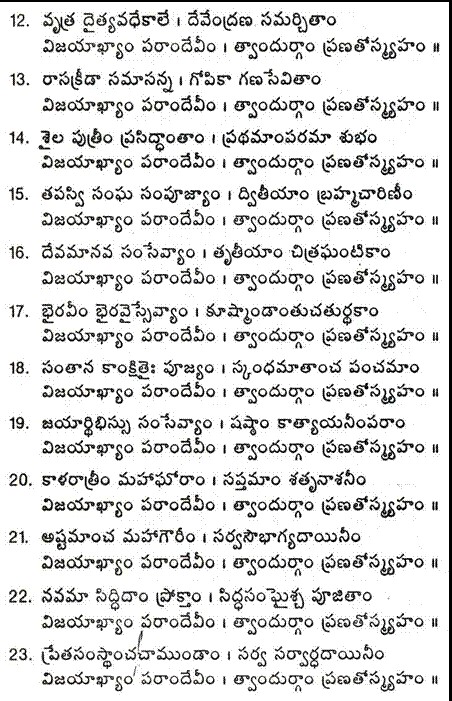 12. వృత్ర దైత్యవధేకాలే । దేవేంద్రణ సమర్చితాం
విజయాఖ్యాం పరాందేవీం । త్వాందుర్గాం ప్రణతోస్మ్యహం ॥
13. రాసక్రీడా సమాసన్న । గోపికా గణసేవితాం
విజయాఖ్యాం పరాందేవీం । త్వాందుర్గాం ప్రణతోస్మ్యహం ॥
14. శైల పుత్రీం ప్రసిద్ధాంతాం । ప్రథమాంపరమా శుభం
విజయాఖ్యాం పరాందేవీం । త్వాందుర్గాం ప్రణతోస్మ్యహం ॥
15. తపస్వి సంఘ సంపూజ్యాం । ద్వితీయాం బ్రహ్మచారిణీం
విజయాఖ్యాం పరాందేవీం । త్వాందుర్గాం ప్రణతోస్మ్యహం ॥
16. దేవమానవ సంసేవ్యాం । తృతీయాం చిత్రఘంటికాం
విజయాఖ్యాం పరాందేవీం । త్వాందుర్గాం ప్రణతోస్మ్యహం ॥
17. భైరవీం భైరవైస్సేవ్యాం । కూష్మాండాంతుచతుర్థకాం
విజయాఖ్యాం పరాందేవీం । త్వాందుర్గాం ప్రణతోస్మ్యహం ॥
18. సంతాన కాంక్షితైః పూజ్యం । స్కంధమాతాంచ పంచమాం
విజయాఖ్యాం పరాందేవీం । త్వాందుర్గాం ప్రణతోస్మ్యహం ॥
19. జయార్థిభిస్సు సంసేవ్యాం । షష్ఠాం కాత్యాయనీంపరాం
విజయాఖ్యాం పరాందేవీం । త్వాందుర్గాం ప్రణతోస్మ్యహం ॥
20. కాళరాత్రీం మహాఘోరాం । సప్తమాం శతృనాశనీం
విజయాఖ్యాం పరాందేవీం । త్వాందుర్గాం ప్రణతోస్మ్యహం ॥
21. అష్టమాంచ మహాగౌరీం । సర్వసౌభాగ్యదాయినీం
విజయాఖ్యాం పరాందేవీం । త్వాందుర్గాం ప్రణతోస్మ్యహం ॥
22. నవమా సిద్ధిదాం ప్రోక్తాం । సిద్ధసంఘైశ్చ పూజితాం
విజయాఖ్యాం పరాందేవీం । త్వాందుర్గాం ప్రణతోస్మ్యహం ॥
23. ప్రేతసంస్థాంచచాముండాం । సర్వ సర్వార్ధదాయినీం
విజయాఖ్యాం పరాందేవీం । త్వాందుర్గాం ప్రణతోస్మ్యహం ॥